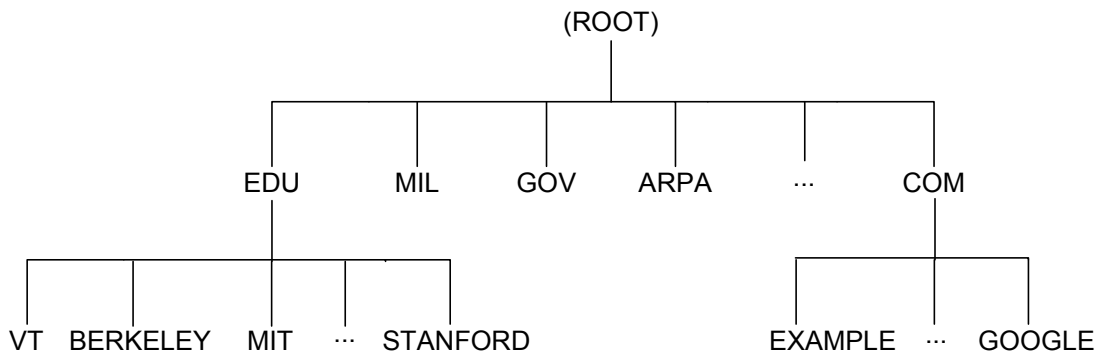 (ROOT)
EDU MIL GOV ARPA ... COM
VT BERKELEY MIT ... STANFORD EXAMPLE ... GOOGLE